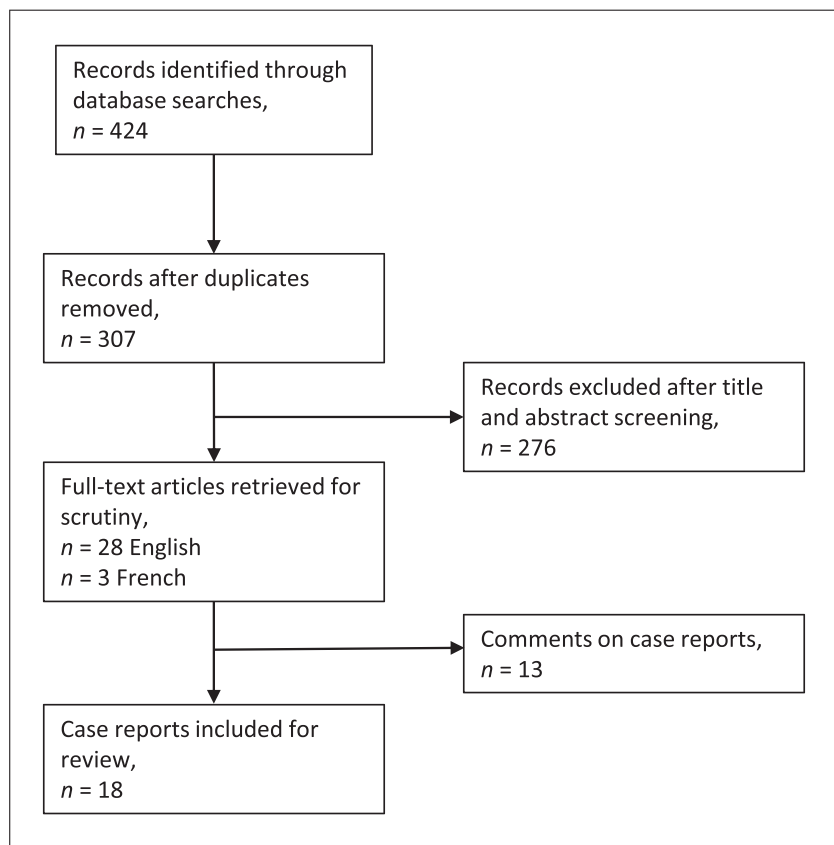 Records identified through
database searches,
n = 424
Records after duplicates
removed,
n = 307
Records excluded after title
and abstract screening,
n = 276
Full-text articles retrieved for
scrutiny,
n = 28 English
n = 3 French
Comments on case reports,
n = 13
Case reports included for
review,
n = 18